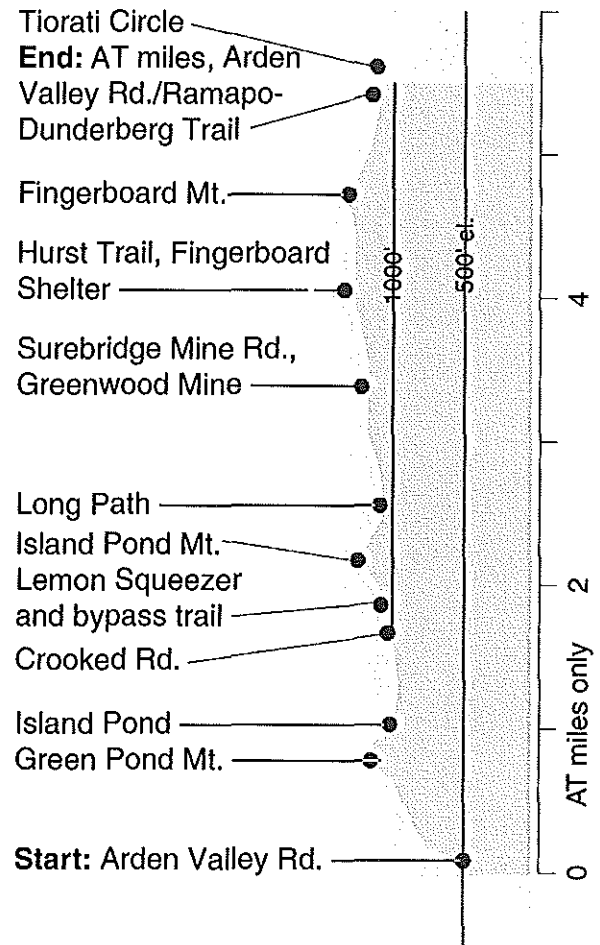 Tiorati Circle
End: AT miles, Arden
Valley Rd./Ramapo-
Dunderberg Trail
Fingerboard Mt.
Hurst Trail, Fingerboard
Shelter
Surebridge Mine Rd.,
Greenwood Mine
Long Path
Island Pond Mt.
Lemon Squeezer
and bypass trail
Crooked Rd.
Island Pond
Green Pond Mt.
Start: Arden Valley Rd.
1000'
500' el.
4
2
0
AT miles only